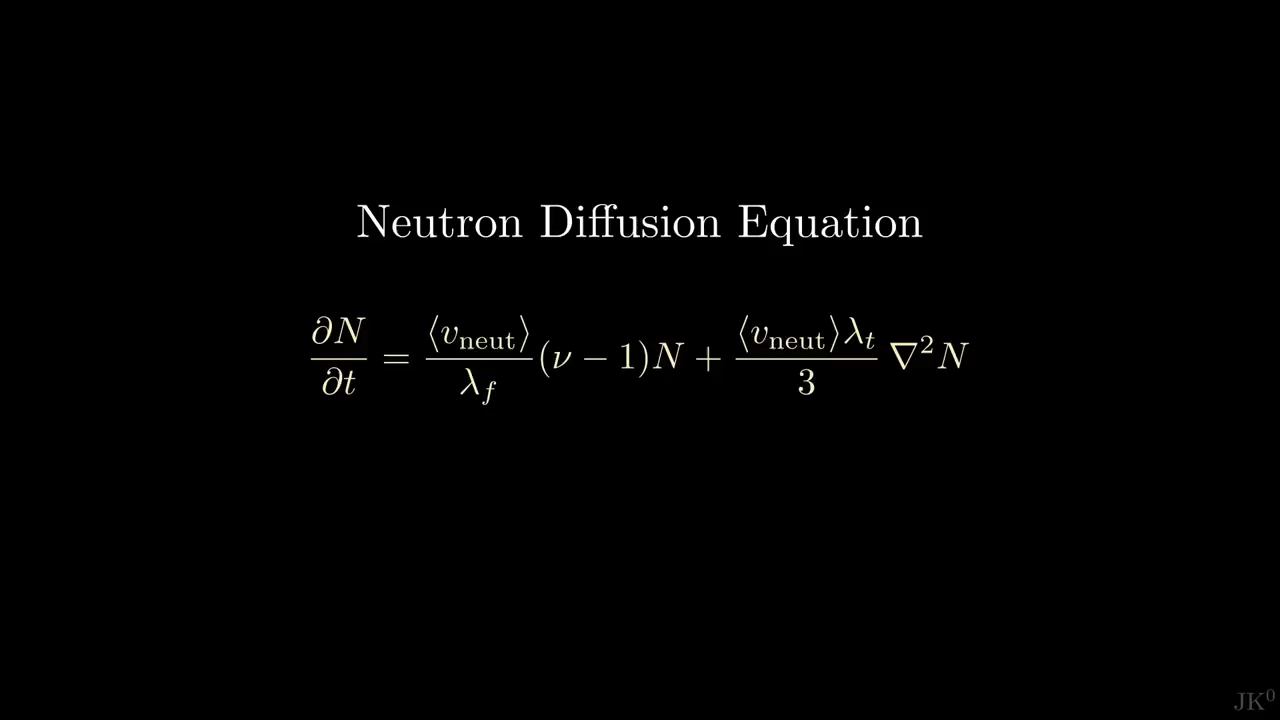 Neutron Diffusion Equation
∂N/∂t = ⟨v_neut⟩/λ_f (ν − 1)N + ⟨v_neut⟩λ_t/3 ∇²N
JK⁰